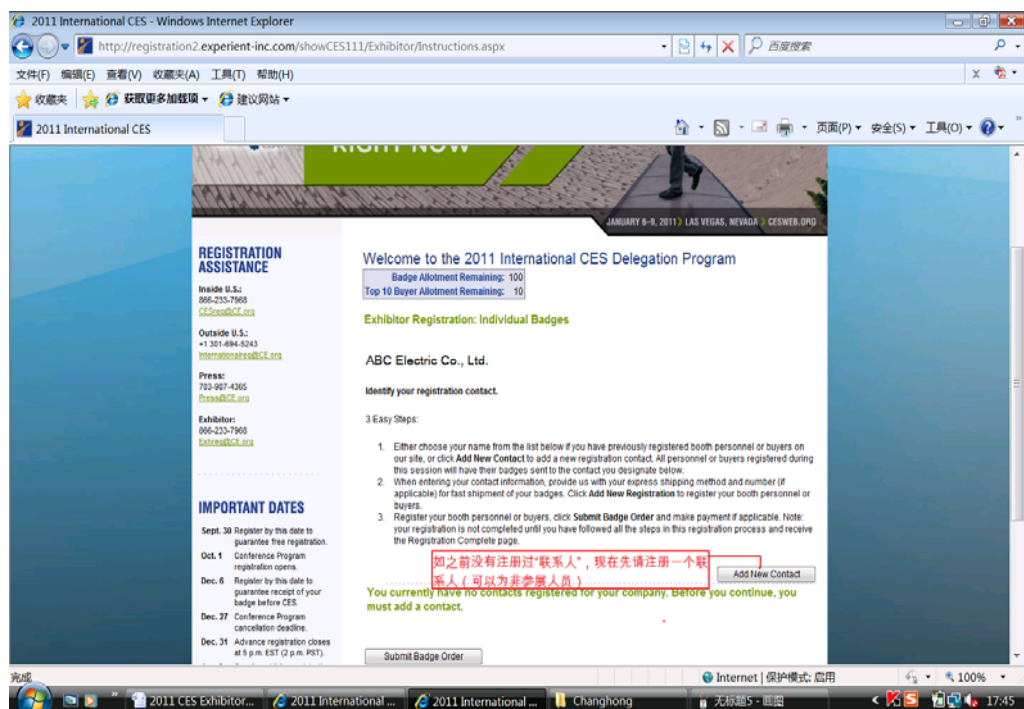 2011 International CES - Windows Internet Explorer
http://registration2.experient-inc.com/showCES111/Exhibitor/Instructions.aspx
百度搜索
文件(F) 编辑(E) 查看(V) 收藏夹(A) 工具(T) 帮助(H)
x
收藏夹 获取更多加载项 建议网站
2011 International CES
页面(P) 安全(S) 工具(O)
RIGHT NOW
JANUARY 6-9, 2011 LAS VEGAS, NEVADA CESWEB.ORG
REGISTRATION
ASSISTANCE
Inside U.S.:
866-233-7968
CESreg@CE.org
Outside U.S.:
+1 301-694-5243
Internationalreg@CE.org
Press:
703-907-4365
Press@CE.org
Exhibitor:
866-233-7968
Exhreg@CE.org
IMPORTANT DATES
Sept. 30 Register by this date to
guarantee free registration.
Oct. 1 Conference Program
registration opens.
Dec. 6 Register by this date to
guarantee receipt of your
badge before CES.
Dec. 27 Conference Program
cancellation deadline.
Dec. 31 Advance registration closes
at 5 p.m. EST (2 p.m. PST).
Welcome to the 2011 International CES Delegation Program
Badge Allotment Remaining: 100
Top 10 Buyer Allotment Remaining: 10
Exhibitor Registration: Individual Badges
ABC Electric Co., Ltd.
Identify your registration contact.
3 Easy Steps:
1. Either choose your name from the list below if you have previously registered booth personnel or buyers on
our site, or click Add New Contact to add a new registration contact. All personnel or buyers registered during
this session will have their badges sent to the contact you designate below.
2. When entering your contact information, provide us with your express shipping method and number (if
applicable) for fast shipment of your badges. Click Add New Registration to register your booth personnel or
buyers.
3. Register your booth personnel or buyers, click Submit Badge Order and make payment if applicable. Note:
your registration is not completed until you have followed all the steps in this registration process and receive
the Registration Complete page.
如之前没有注册过“联系人”，现在先请注册一个联
系人（可以为非参展人员）
Add New Contact
You currently have no contacts registered for your company. Before you continue, you
must add a contact.
Submit Badge Order
完成
Internet | 保护模式: 启用
100%
2011 CES Exhibitor... 2011 International ... 2011 International ... Changhong 无标题5 - 画图
17:45